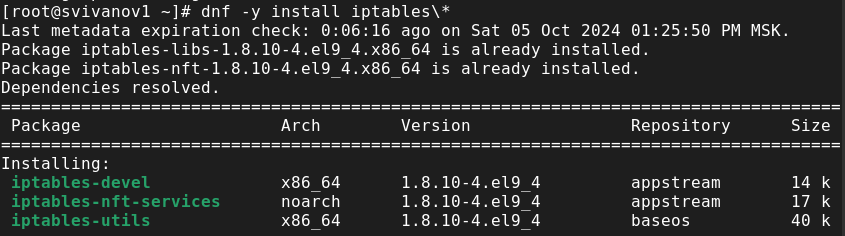 [root@svivanov1 ~]# dnf -y install iptables\*
Last metadata expiration check: 0:06:16 ago on Sat 05 Oct 2024 01:25:50 PM MSK.
Package iptables-libs-1.8.10-4.el9_4.x86_64 is already installed.
Package iptables-nft-1.8.10-4.el9_4.x86_64 is already installed.
Dependencies resolved.
================================================================================
Package Arch Version Repository Size
================================================================================
Installing:
iptables-devel x86_64 1.8.10-4.el9_4 appstream 14 k
iptables-nft-services noarch 1.8.10-4.el9_4 appstream 17 k
iptables-utils x86_64 1.8.10-4.el9_4 baseos 40 k